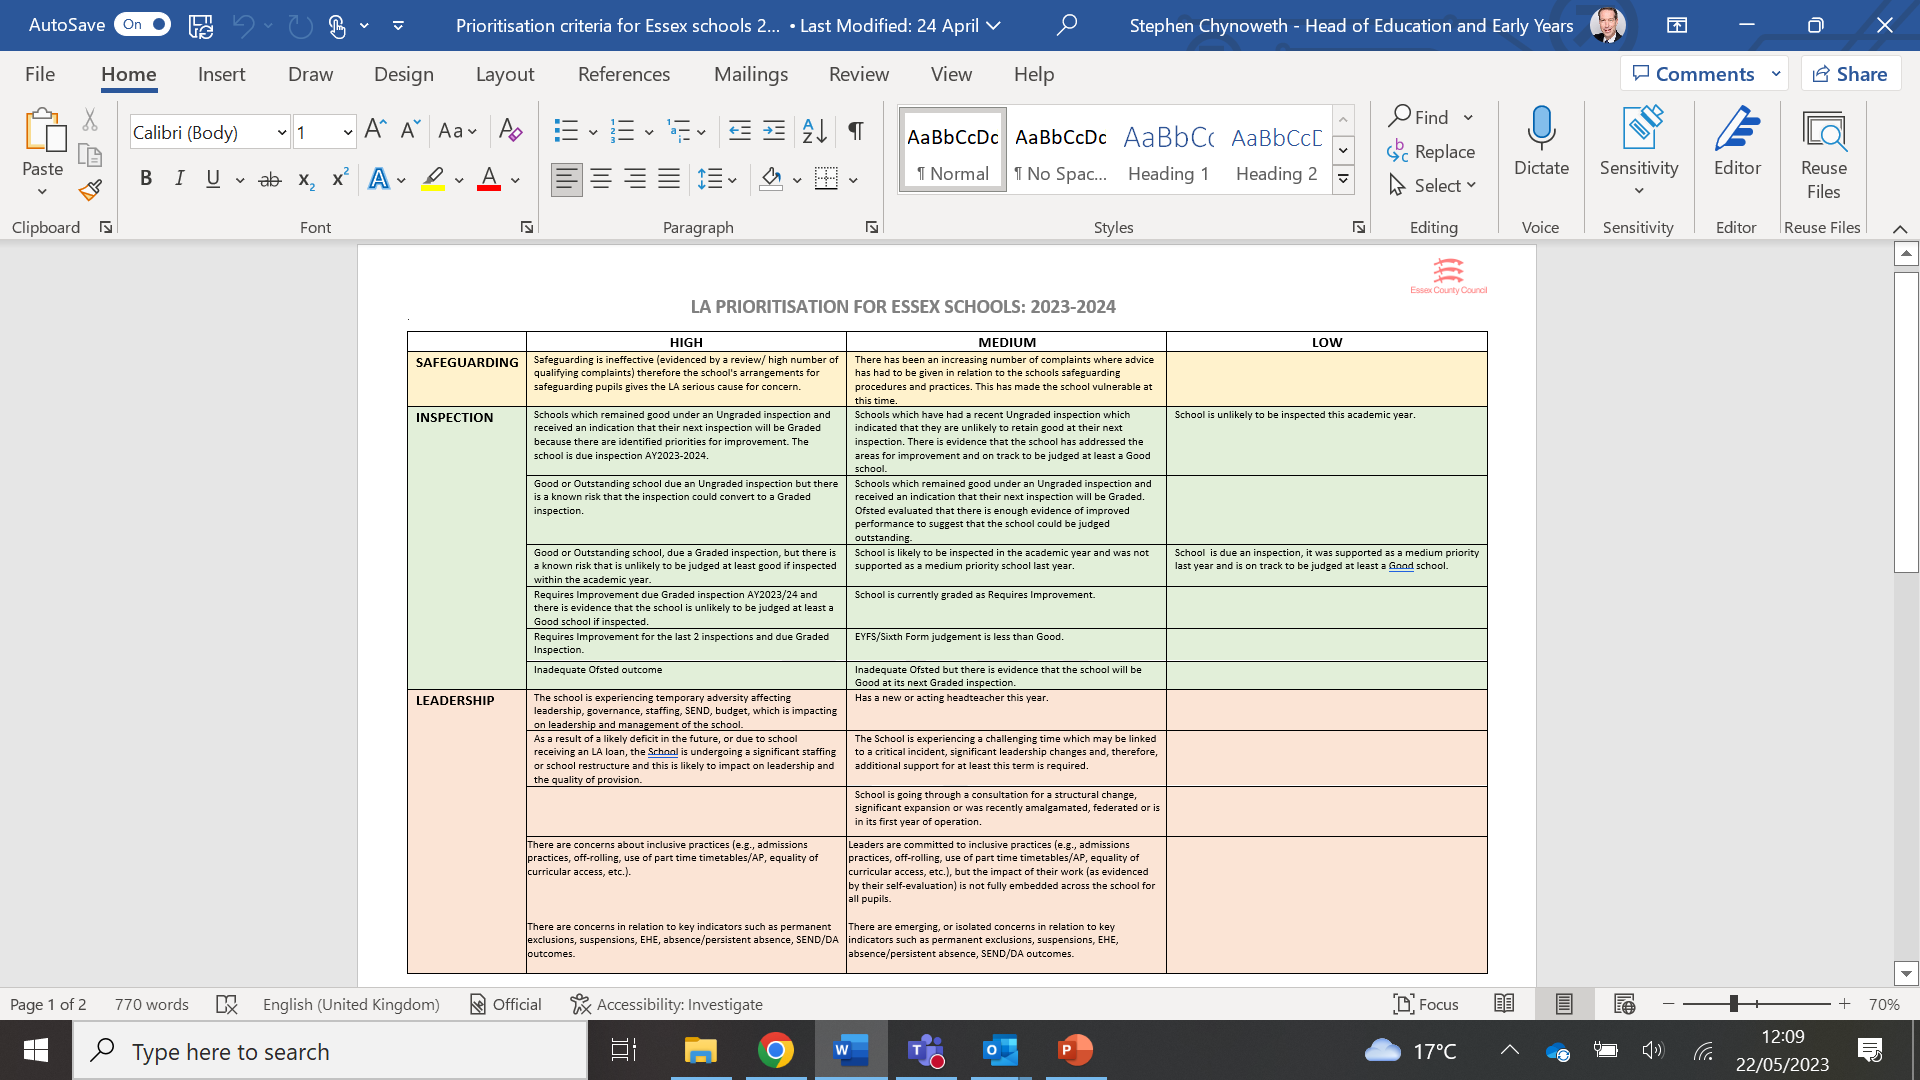 AutoSave On Prioritisation criteria for Essex schools 2... • Last Modified: 24 April Stephen Chynoweth - Head of Education and Early Years
File Home Insert Draw Design Layout References Mailings Review View Help Comments Share
Paste
Calibri (Body) 1 Aa
B I U ab x2 x2 A A
AaBbCcDc AaBbCcDc AaBbCc AaBbCcD
¶ Normal ¶ No Spac... Heading 1 Heading 2
Find
Replace
Select
Dictate
Sensitivity
Editor
Reuse
Files
Clipboard Font Paragraph Styles Editing Voice Sensitivity Editor Reuse Files
Essex County Council
LA PRIORITISATION FOR ESSEX SCHOOLS: 2023-2024
HIGH MEDIUM LOW
SAFEGUARDING
Safeguarding is ineffective (evidenced by a review/ high number of
qualifying complaints) therefore the school's arrangements for
safeguarding pupils gives the LA serious cause for concern.
There has been an increasing number of complaints where advice
has had to be given in relation to the schools safeguarding
procedures and practices. This has made the school vulnerable at
this time.
INSPECTION
Schools which remained good under an Ungraded inspection and
received an indication that their next inspection will be Graded
because there are identified priorities for improvement. The
school is due inspection AY2023-2024.
Schools which have had a recent Ungraded inspection which
indicated that they are unlikely to retain good at their next
inspection. There is evidence that the school has addressed the
areas for improvement and on track to be judged at least a Good
school.
School is unlikely to be inspected this academic year.
Good or Outstanding school due an Ungraded inspection but there
is a known risk that the inspection could convert to a Graded
inspection.
Schools which remained good under an Ungraded inspection and
received an indication that their next inspection will be Graded.
Ofsted evaluated that there is enough evidence of improved
performance to suggest that the school could be judged
outstanding.
Good or Outstanding school, due a Graded inspection, but there is
a known risk that is unlikely to be judged at least good if inspected
within the academic year.
School is likely to be inspected in the academic year and was not
supported as a medium priority school last year.
School is due an inspection, it was supported as a medium priority
last year and is on track to be judged at least a Good school.
Requires Improvement due Graded inspection AY2023/24 and
there is evidence that the school is unlikely to be judged at least a
Good school if inspected.
School is currently graded as Requires Improvement.
Requires Improvement for the last 2 inspections and due Graded
Inspection.
EYFS/Sixth Form judgement is less than Good.
Inadequate Ofsted outcome
Inadequate Ofsted but there is evidence that the school will be
Good at its next Graded inspection.
LEADERSHIP
The school is experiencing temporary adversity affecting
leadership, governance, staffing, SEND, budget, which is impacting
on leadership and management of the school.
Has a new or acting headteacher this year.
As a result of a likely deficit in the future, or due to school
receiving an LA loan, the School is undergoing a significant staffing
or school restructure and this is likely to impact on leadership and
the quality of provision.
The School is experiencing a challenging time which may be linked
to a critical incident, significant leadership changes and, therefore,
additional support for at least this term is required.
School is going through a consultation for a structural change,
significant expansion or was recently amalgamated, federated or is
in its first year of operation.
There are concerns about inclusive practices (e.g., admissions
practices, off-rolling, use of part time timetables/AP, equality of
curricular access, etc.).
There are concerns in relation to key indicators such as permanent
exclusions, suspensions, EHE, absence/persistent absence, SEND/DA
outcomes.
Leaders are committed to inclusive practices (e.g., admissions
practices, off-rolling, use of part time timetables/AP, equality of
curricular access, etc.), but the impact of their work (as evidenced
by their self-evaluation) is not fully embedded across the school for
all pupils.
There are emerging, or isolated concerns in relation to key
indicators such as permanent exclusions, suspensions, EHE,
absence/persistent absence, SEND/DA outcomes.
Page 1 of 2 770 words English (United Kingdom) Official Accessibility: Investigate Focus 70%
Type here to search
17°C
12:09
22/05/2023